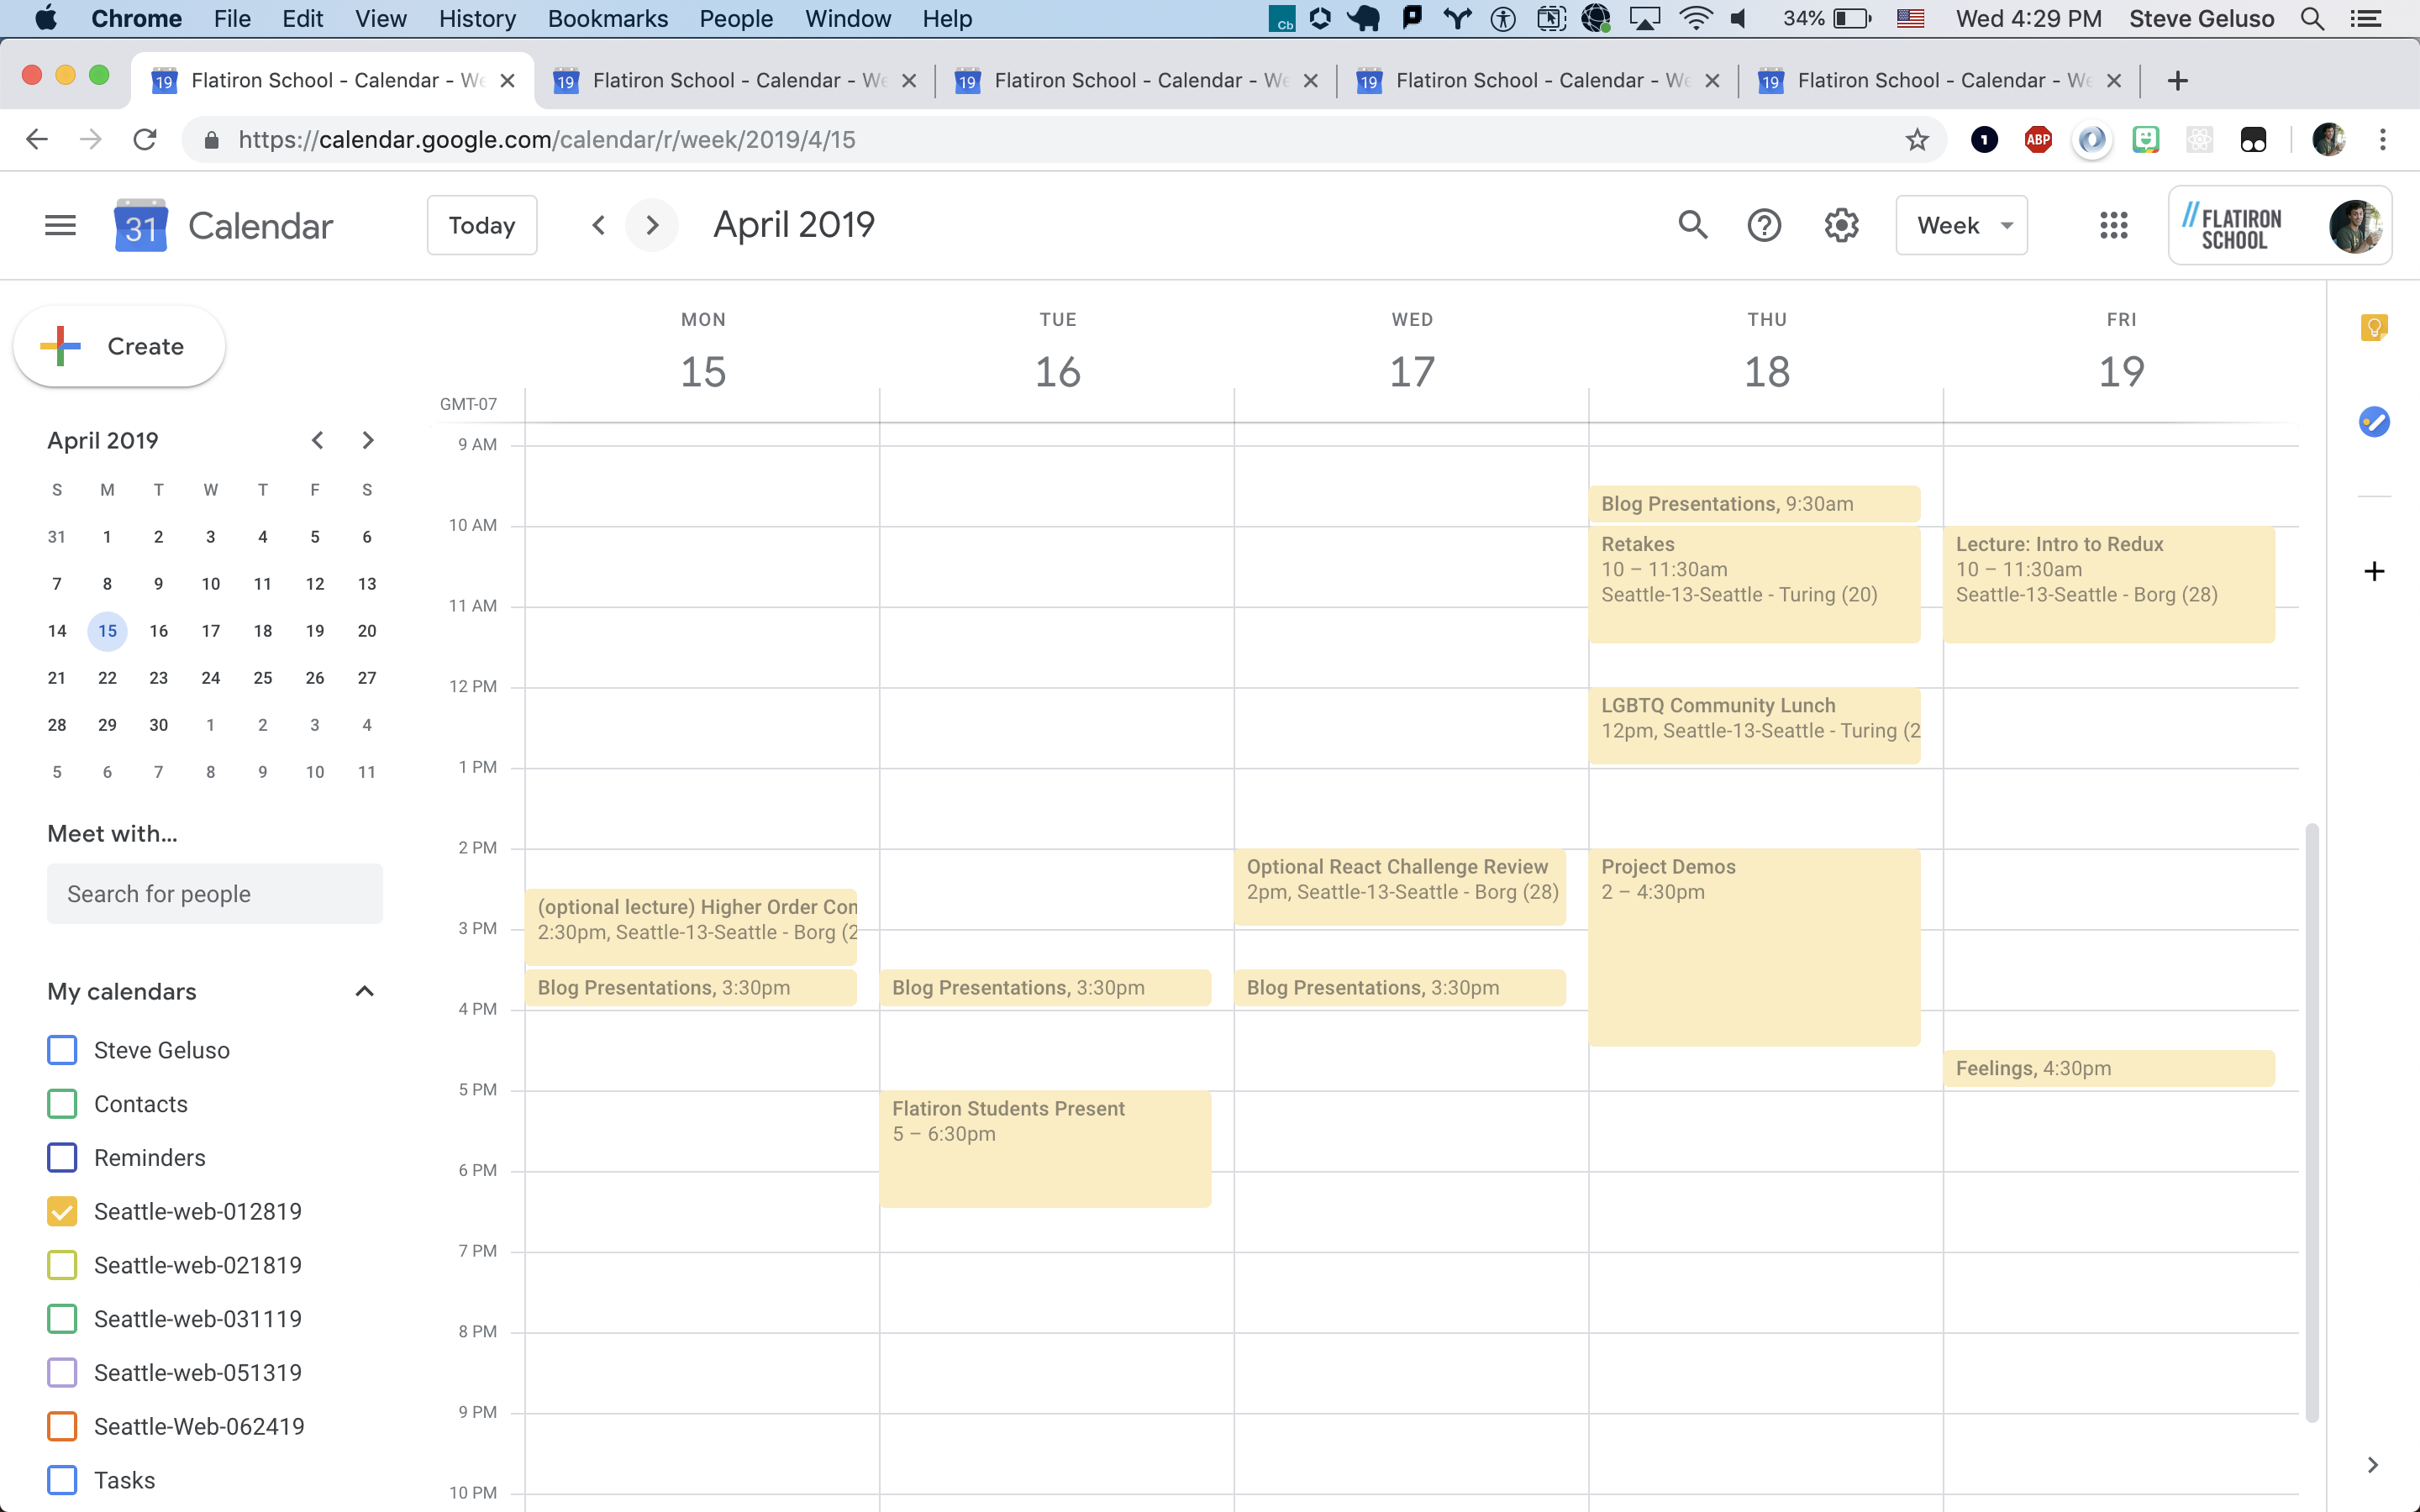 Chrome File Edit View History Bookmarks People Window Help
Cb 34% Wed 4:29 PM Steve Geluso
19 Flatiron School - Calendar - We
19 Flatiron School - Calendar - We
19 Flatiron School - Calendar - We
19 Flatiron School - Calendar - We
19 Flatiron School - Calendar - We
https://calendar.google.com/calendar/r/week/2019/4/15
1 ABP
31 Calendar Today April 2019 Week
FLATIRON
SCHOOL
Create
April 2019
S M T W T F S
31 1 2 3 4 5 6
7 8 9 10 11 12 13
14 15 16 17 18 19 20
21 22 23 24 25 26 27
28 29 30 1 2 3 4
5 6 7 8 9 10 11
Meet with...
Search for people
My calendars
Steve Geluso
Contacts
Reminders
Seattle-web-012819
Seattle-web-021819
Seattle-web-031119
Seattle-web-051319
Seattle-Web-062419
Tasks
GMT-07
9 AM
10 AM
11 AM
12 PM
1 PM
2 PM
3 PM
4 PM
5 PM
6 PM
7 PM
8 PM
9 PM
10 PM
MON
15
(optional lecture) Higher Order Con
2:30pm, Seattle-13-Seattle - Borg (2
Blog Presentations, 3:30pm
TUE
16
Blog Presentations, 3:30pm
Flatiron Students Present
5 – 6:30pm
WED
17
Optional React Challenge Review
2pm, Seattle-13-Seattle - Borg (28)
Blog Presentations, 3:30pm
THU
18
Blog Presentations, 9:30am
Retakes
10 – 11:30am
Seattle-13-Seattle - Turing (20)
LGBTQ Community Lunch
12pm, Seattle-13-Seattle - Turing (2
Project Demos
2 – 4:30pm
FRI
19
Lecture: Intro to Redux
10 – 11:30am
Seattle-13-Seattle - Borg (28)
Feelings, 4:30pm